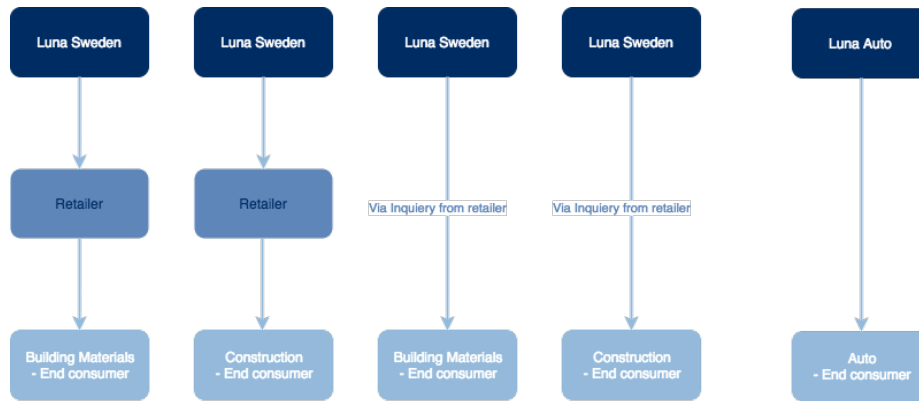 Luna Sweden
Luna Sweden
Luna Sweden
Luna Sweden
Luna Auto
Retailer
Retailer
Via Inquiery from retailer
Via Inquiery from retailer
Building Materials
- End consumer
Construction
- End consumer
Building Materials
- End consumer
Construction
- End consumer
Auto
- End consumer